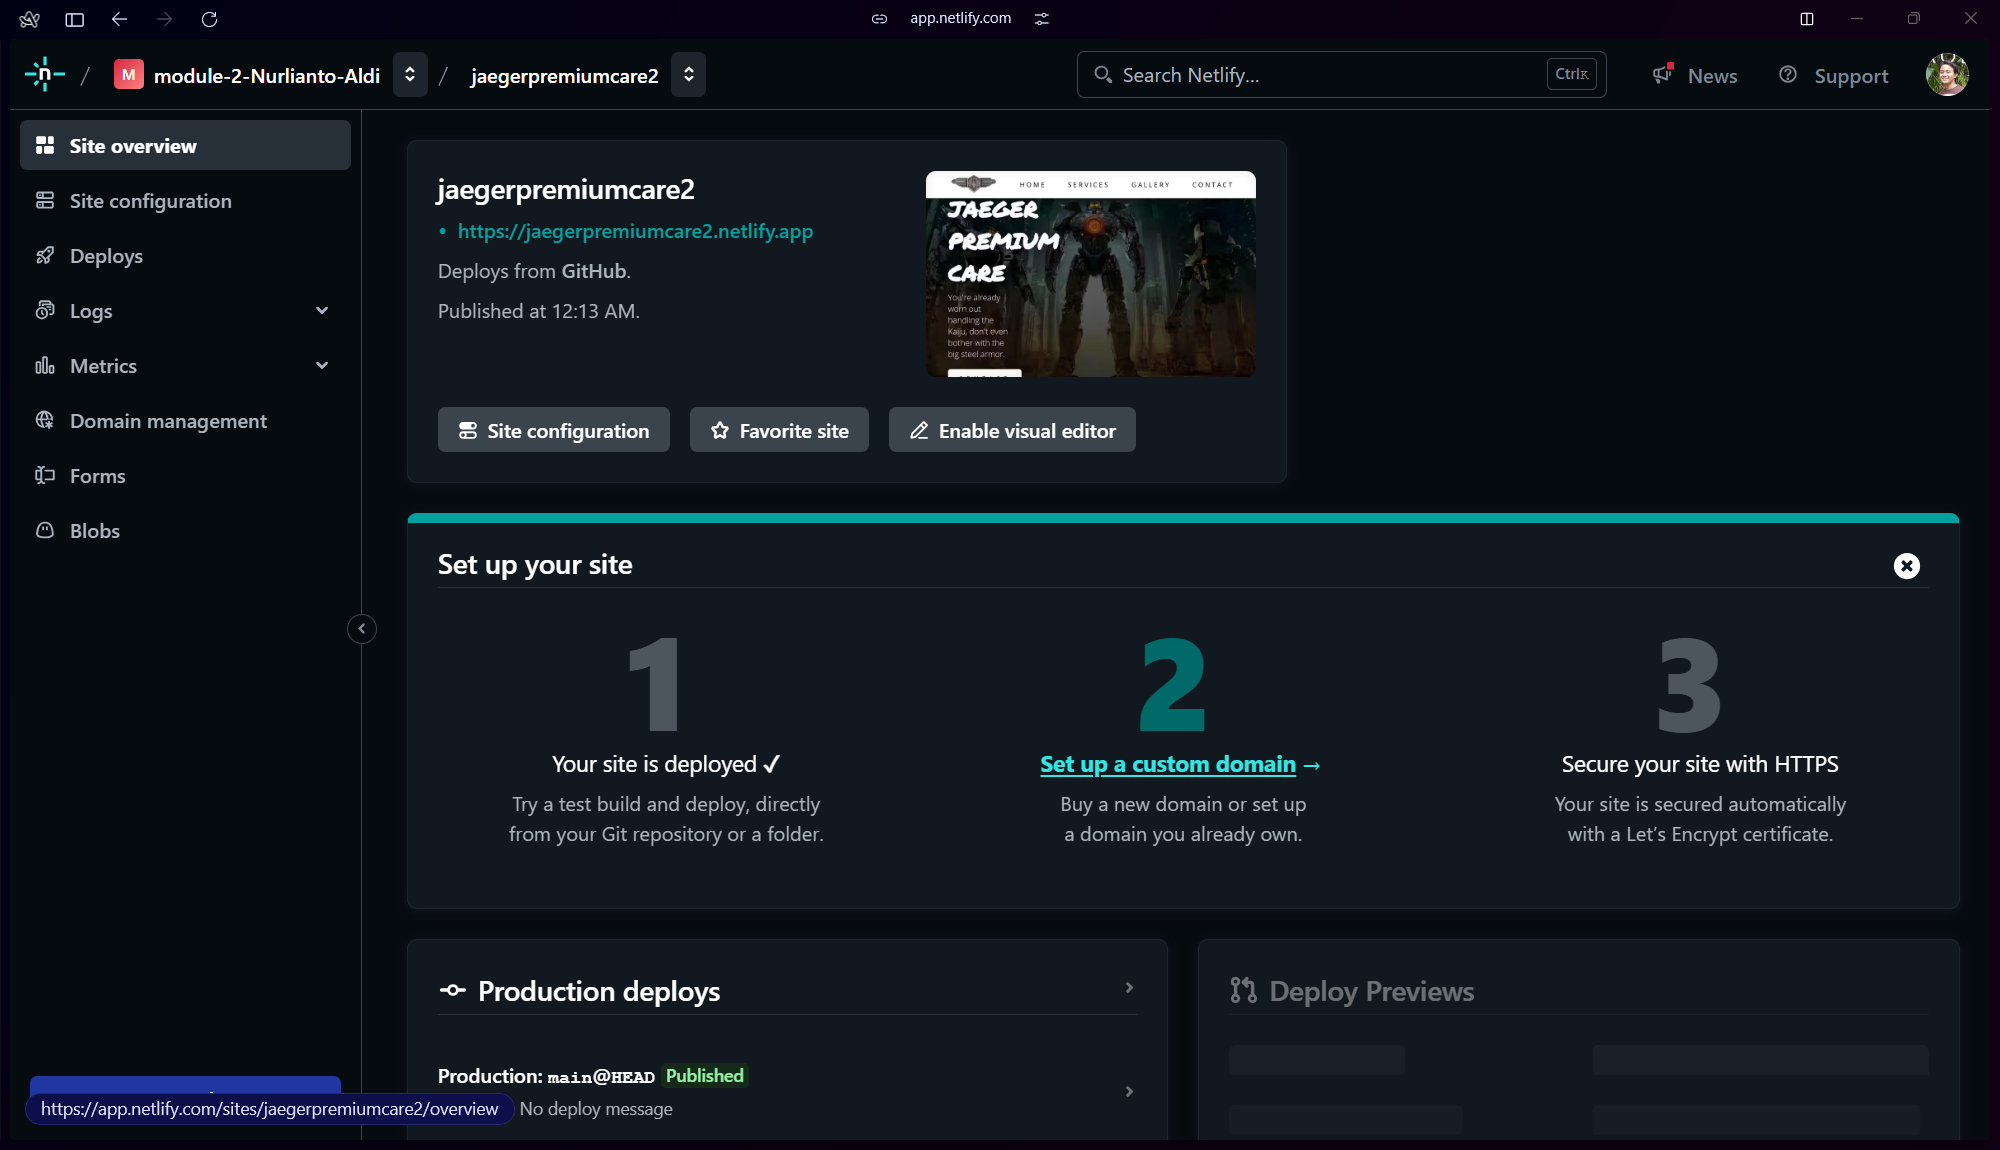 app.netlify.com
/ M module-2-Nurlianto-Aldi / jaegerpremiumcare2
Search Netlify...
CtrlK
News
Support
Site overview
Site configuration
Deploys
Logs
Metrics
Domain management
Forms
Blobs
jaegerpremiumcare2
• https://jaegerpremiumcare2.netlify.app
Deploys from GitHub.
Published at 12:13 AM.
HOME SERVICES GALLERY CONTACT
JAEGER
PREMIUM
CARE
You're already
worn out
handling the
Kaiju, don't even
bother with the
big steel armor.
Site configuration
Favorite site
Enable visual editor
Set up your site
1
Your site is deployed ✓
Try a test build and deploy, directly
from your Git repository or a folder.
2
Set up a custom domain →
Buy a new domain or set up
a domain you already own.
3
Secure your site with HTTPS
Your site is secured automatically
with a Let’s Encrypt certificate.
Production deploys
Production: main@HEAD Published
No deploy message
Deploy Previews
https://app.netlify.com/sites/jaegerpremiumcare2/overview